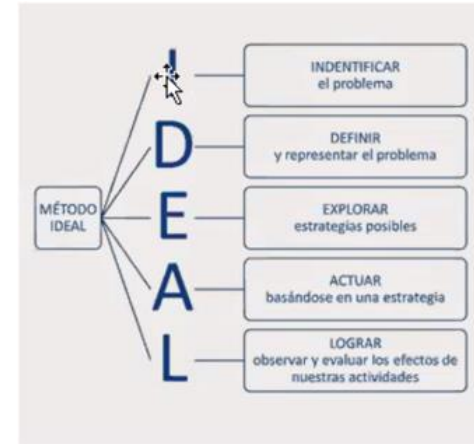 MÉTODO
IDEAL
I
INDENTIFICAR
el problema
D
DEFINIR
y representar el problema
E
EXPLORAR
estrategias posibles
A
ACTUAR
basándose en una estrategia
L
LOGRAR
observar y evaluar los efectos de
nuestras actividades